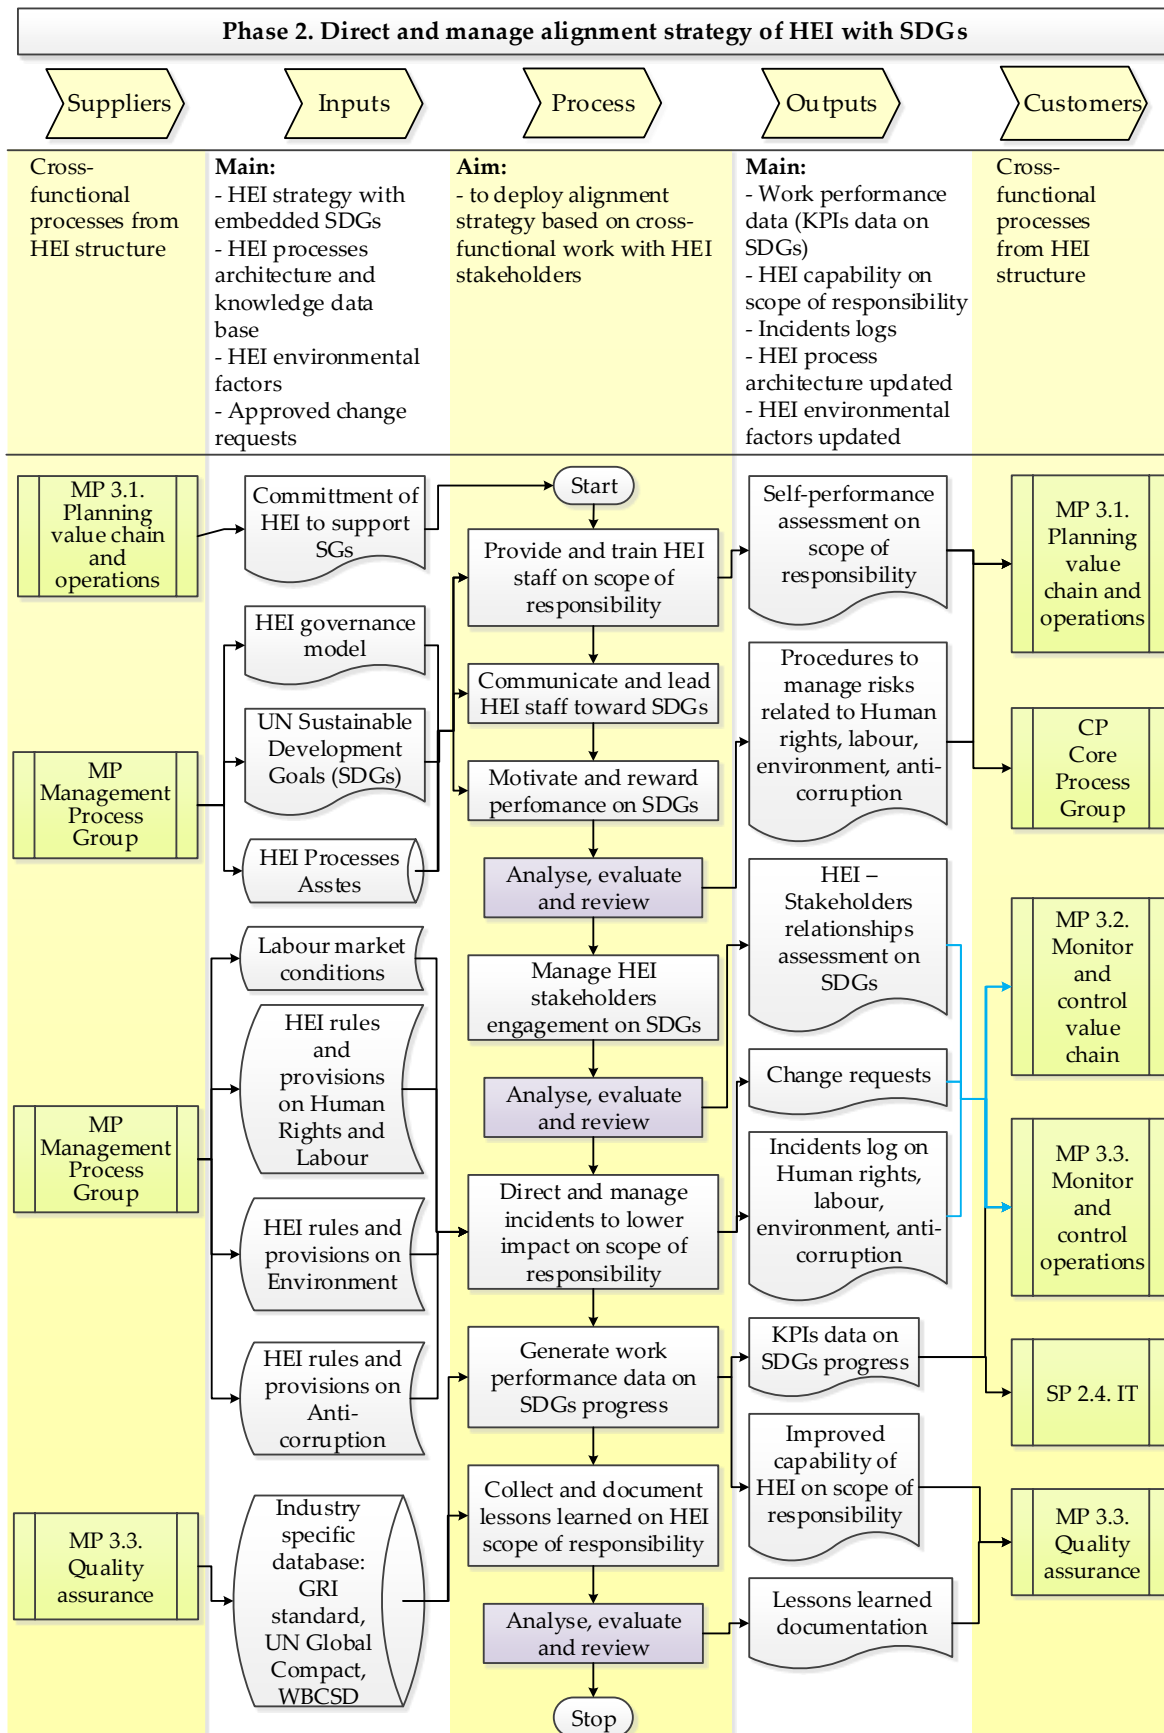 Phase 2. Direct and manage alignment strategy of HEI with SDGs
Suppliers
Inputs
Process
Outputs
Customers
Cross-
functional
processes from
HEI structure
Main:
- HEI strategy with
embedded SDGs
- HEI processes
architecture and
knowledge data
base
- HEI environmental
factors
- Approved change
requests
Aim:
- to deploy alignment
strategy based on cross-
functional work with HEI
stakeholders
Main:
- Work performance
data (KPIs data on
SDGs)
- HEI capability on
scope of responsibility
- Incidents logs
- HEI process
architecture updated
- HEI environmental
factors updated
Cross-
functional
processes
from HEI
structure
MP 3.1.
Planning
value chain
and
operations
MP
Management
Process
Group
MP
Management
Process
Group
MP 3.3.
Quality
assurance
Committment of
HEI to support
SGs
HEI governance
model
UN Sustainable
Development
Goals (SDGs)
HEI Processes
Asstes
Labour market
conditions
HEI rules
and
provisions
on Human
Rights and
Labour
HEI rules and
provisions on
Environment
HEI rules and
provisions on
Anti-
corruption
Industry
specific
database:
GRI
standard,
UN Global
Compact,
WBCSD
Start
Provide and train HEI
staff on scope of
responsibility
Communicate and lead
HEI staff toward SDGs
Motivate and reward
perfomance on SDGs
Analyse, evaluate
and review
Manage HEI
stakeholders
engagement on SDGs
Analyse, evaluate
and review
Direct and manage
incidents to lower
impact on scope of
responsibility
Generate work
performance data on
SDGs progress
Collect and document
lessons learned on HEI
scope of responsibility
Analyse, evaluate
and review
Stop
Self-performance
assessment on
scope of
responsibility
Procedures to
manage risks
related to Human
rights, labour,
environment, anti-
corruption
HEI –
Stakeholders
relationships
assessment on
SDGs
Change requests
Incidents log on
Human rights,
labour,
environment, anti-
corruption
KPIs data on
SDGs progress
Improved
capability of
HEI on scope of
responsibility
Lessons learned
documentation
MP 3.1.
Planning
value
chain and
operations
CP
Core
Process
Group
MP 3.2.
Monitor
and
control
value
chain
MP 3.3.
Monitor
and
control
operations
SP 2.4. IT
MP 3.3.
Quality
assurance